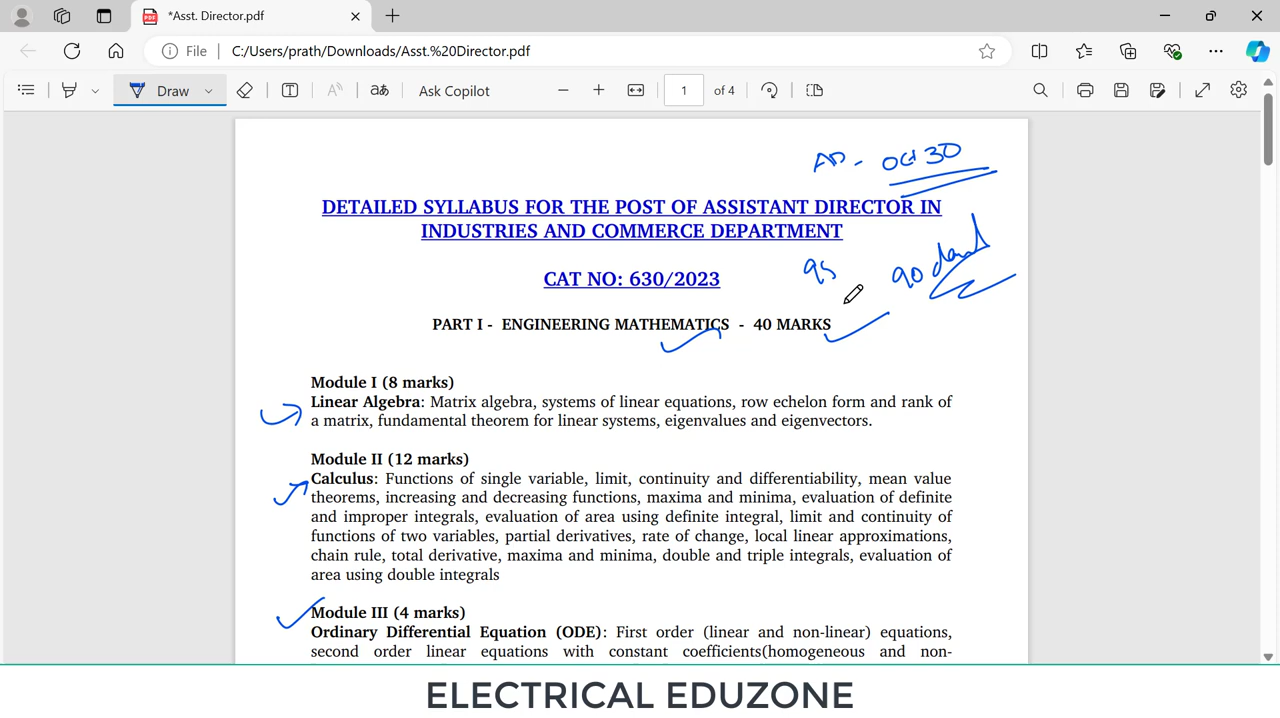 *Asst. Director.pdf
File
C:/Users/prath/Downloads/Asst.%20Director.pdf
Draw
Ask Copilot
1 of 4
AD - Oct 30
DETAILED SYLLABUS FOR THE POST OF ASSISTANT DIRECTOR IN
INDUSTRIES AND COMMERCE DEPARTMENT
CAT NO: 630/2023
90
PART I - ENGINEERING MATHEMATICS - 40 MARKS
Module I (8 marks)
Linear Algebra: Matrix algebra, systems of linear equations, row echelon form and rank of
a matrix, fundamental theorem for linear systems, eigenvalues and eigenvectors.
Module II (12 marks)
Calculus: Functions of single variable, limit, continuity and differentiability, mean value
theorems, increasing and decreasing functions, maxima and minima, evaluation of definite
and improper integrals, evaluation of area using definite integral, limit and continuity of
functions of two variables, partial derivatives, rate of change, local linear approximations,
chain rule, total derivative, maxima and minima, double and triple integrals, evaluation of
area using double integrals
Module III (4 marks)
Ordinary Differential Equation (ODE): First order (linear and non-linear) equations,
second order linear equations with constant coefficients(homogeneous and non-
ELECTRICAL EDUZONE